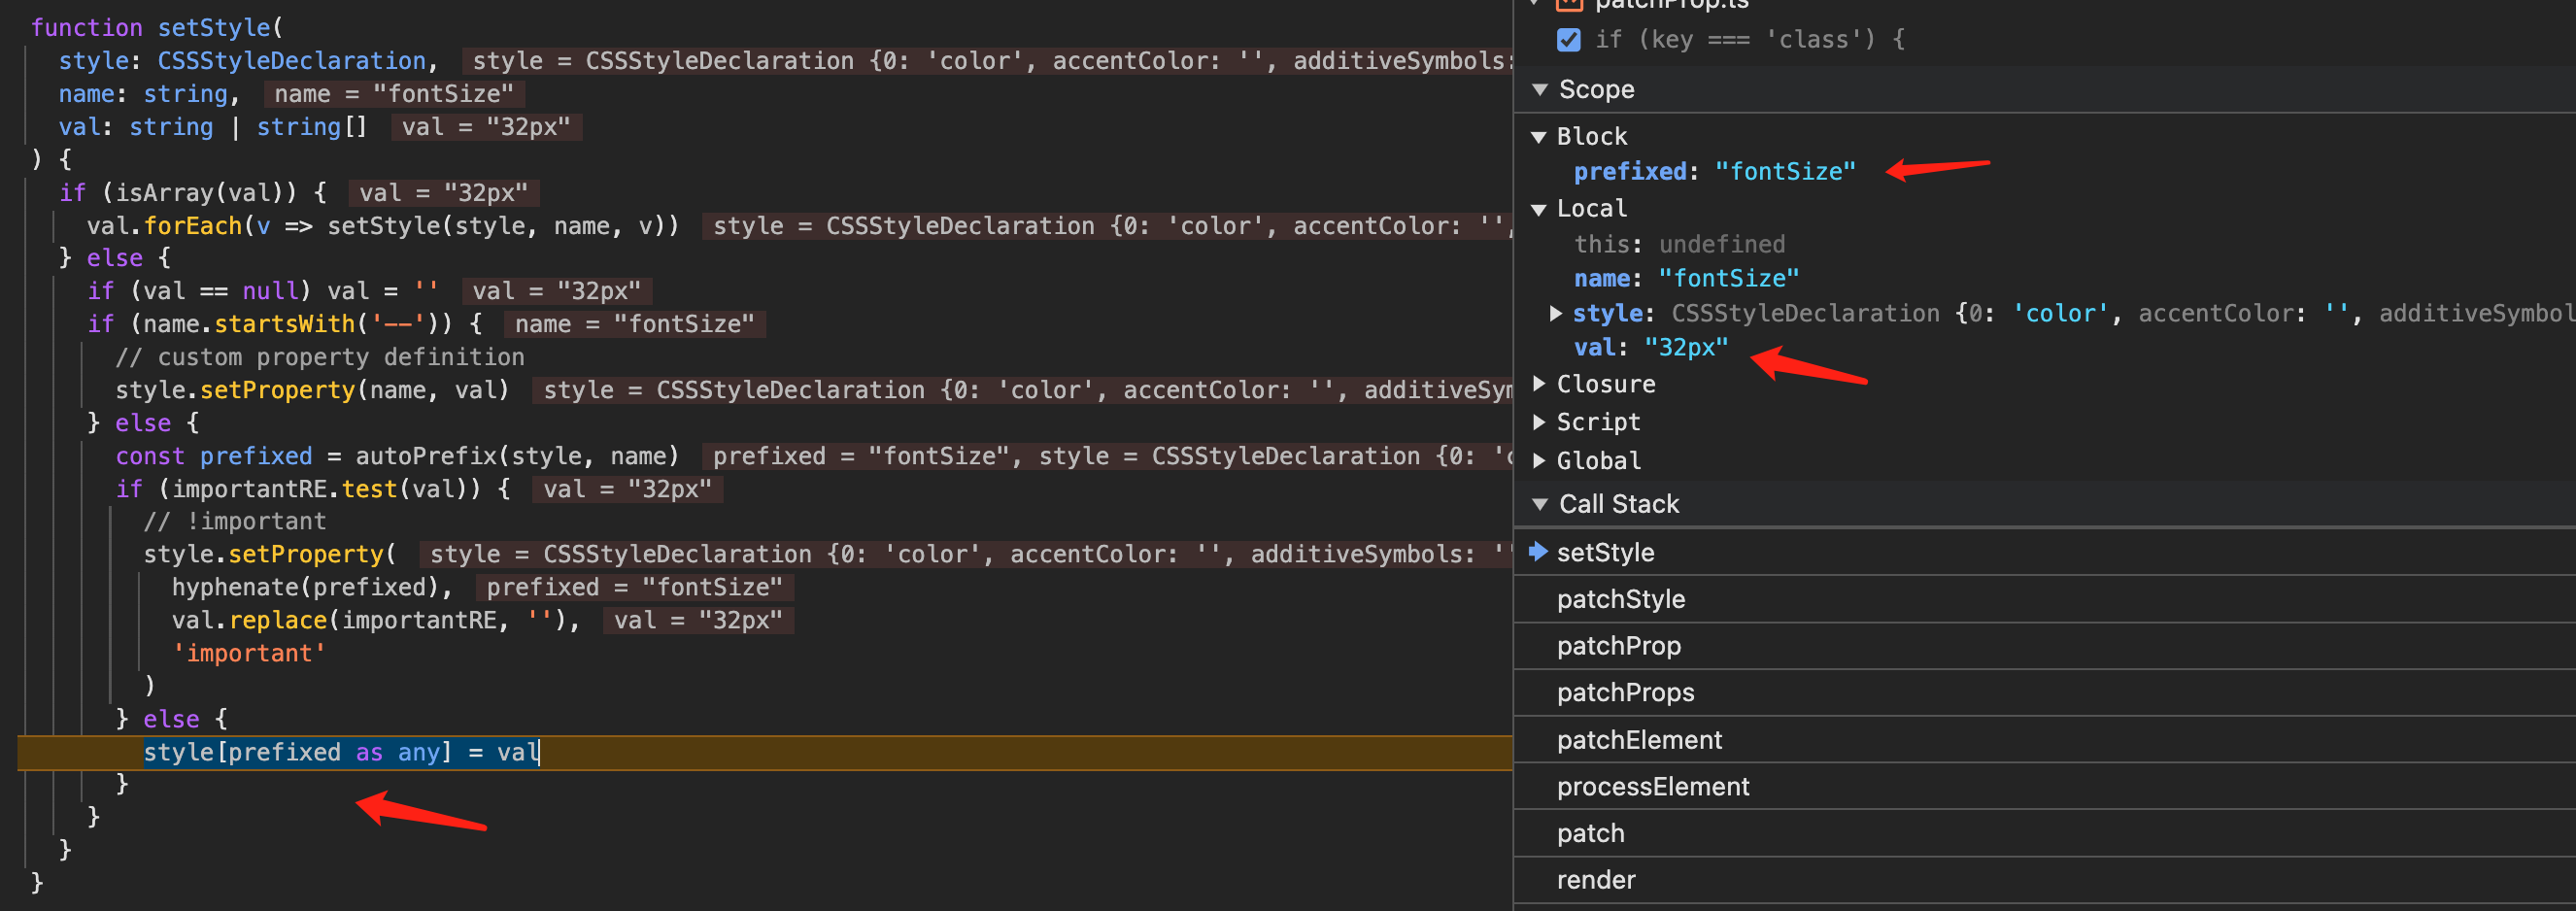 function setStyle(
style: CSSStyleDeclaration, style = CSSStyleDeclaration {0: 'color', accentColor: '', additiveSymbols:
name: string, name = "fontSize"
val: string | string[] val = "32px"
) {
if (isArray(val)) { val = "32px"
val.forEach(v => setStyle(style, name, v)) style = CSSStyleDeclaration {0: 'color', accentColor: '',
} else {
if (val == null) val = '' val = "32px"
if (name.startsWith('--')) { name = "fontSize"
// custom property definition
style.setProperty(name, val) style = CSSStyleDeclaration {0: 'color', accentColor: '', additiveSym
} else {
const prefixed = autoPrefix(style, name) prefixed = "fontSize", style = CSSStyleDeclaration {0: 'c
if (importantRE.test(val)) { val = "32px"
// !important
style.setProperty( style = CSSStyleDeclaration {0: 'color', accentColor: '', additiveSymbols: ''
hyphenate(prefixed), prefixed = "fontSize"
val.replace(importantRE, ''), val = "32px"
'important'
)
} else {
style[prefixed as any] = val
}
}
}
}
patchProp.ts
if (key === 'class') {
Scope
Block
prefixed: "fontSize"
Local
this: undefined
name: "fontSize"
style: CSSStyleDeclaration {0: 'color', accentColor: '', additiveSymbol
val: "32px"
Closure
Script
Global
Call Stack
setStyle
patchStyle
patchProp
patchProps
patchElement
processElement
patch
render